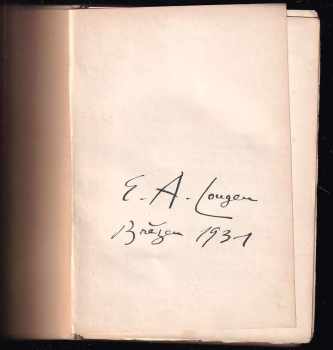 E. A. Longen
Březen 1931